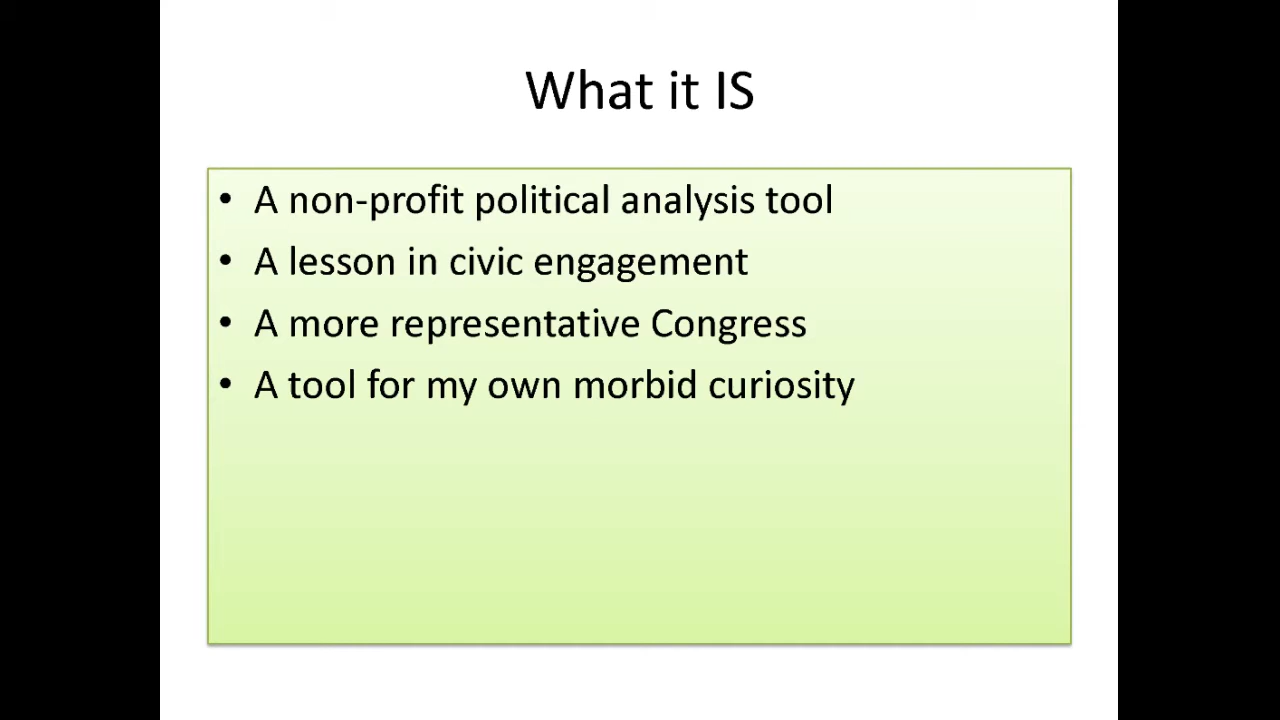 What it IS
• A non-profit political analysis tool
• A lesson in civic engagement
• A more representative Congress
• A tool for my own morbid curiosity